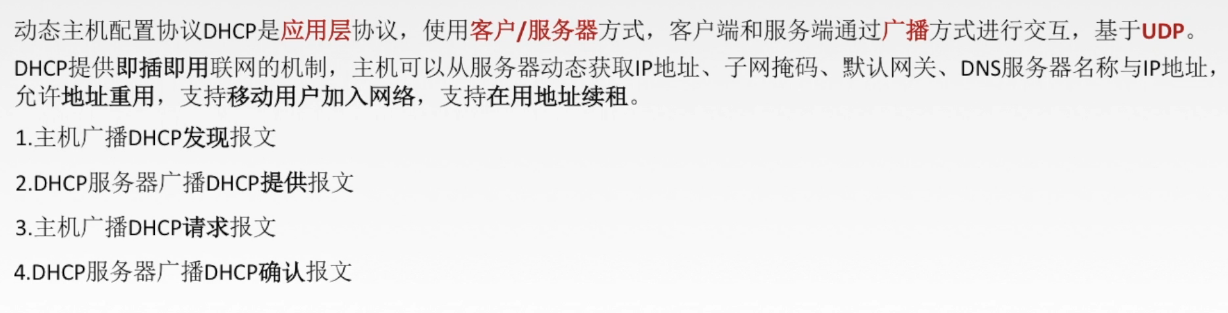 动态主机配置协议DHCP是应用层协议，使用客户/服务器方式，客户端和服务端通过广播方式进行交互，基于UDP。
DHCP提供即插即用联网的机制，主机可以从服务器动态获取IP地址、子网掩码、默认网关、DNS服务器名称与IP地址，
允许地址重用，支持移动用户加入网络，支持在用地址续租。
1.主机广播DHCP发现报文
2.DHCP服务器广播DHCP提供报文
3.主机广播DHCP请求报文
4.DHCP服务器广播DHCP确认报文